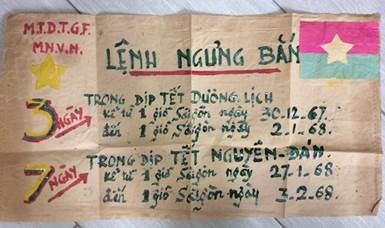 M.T.D.T.G.F.
M.N.V.N.
LỆNH NGƯNG BẮN
3 NGÀY
TRONG DỊP TẾT DƯƠNG LỊCH
kể từ 1 giờ Saigon ngày 30.12.67.
đến 1 giờ Saigon ngày 2.1.68.
7 NGÀY
TRONG DỊP TẾT NGUYÊN-ĐÁN
kể từ 1 giờ Saigon ngày 27.1.68
đến 1 giờ Saigon ngày 3.2.68.